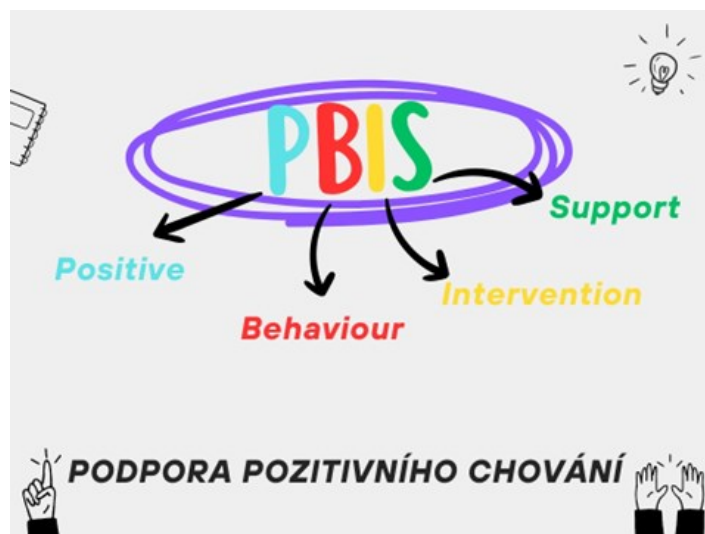 PBIS
Positive
Behaviour
Intervention
Support
PODPORA POZITIVNÍHO CHOVÁNÍ